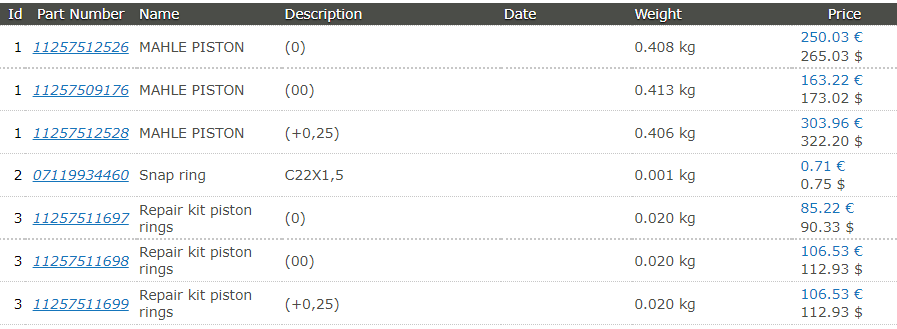 Id Part Number Name Description Date Weight Price
1 11257512526 MAHLE PISTON (0) 0.408 kg 250.03 €
265.03 $
1 11257509176 MAHLE PISTON (00) 0.413 kg 163.22 €
173.02 $
1 11257512528 MAHLE PISTON (+0,25) 0.406 kg 303.96 €
322.20 $
2 07119934460 Snap ring C22X1,5 0.001 kg 0.71 €
0.75 $
3 11257511697 Repair kit piston rings (0) 0.020 kg 85.22 €
90.33 $
3 11257511698 Repair kit piston rings (00) 0.020 kg 106.53 €
112.93 $
3 11257511699 Repair kit piston rings (+0,25) 0.020 kg 106.53 €
112.93 $